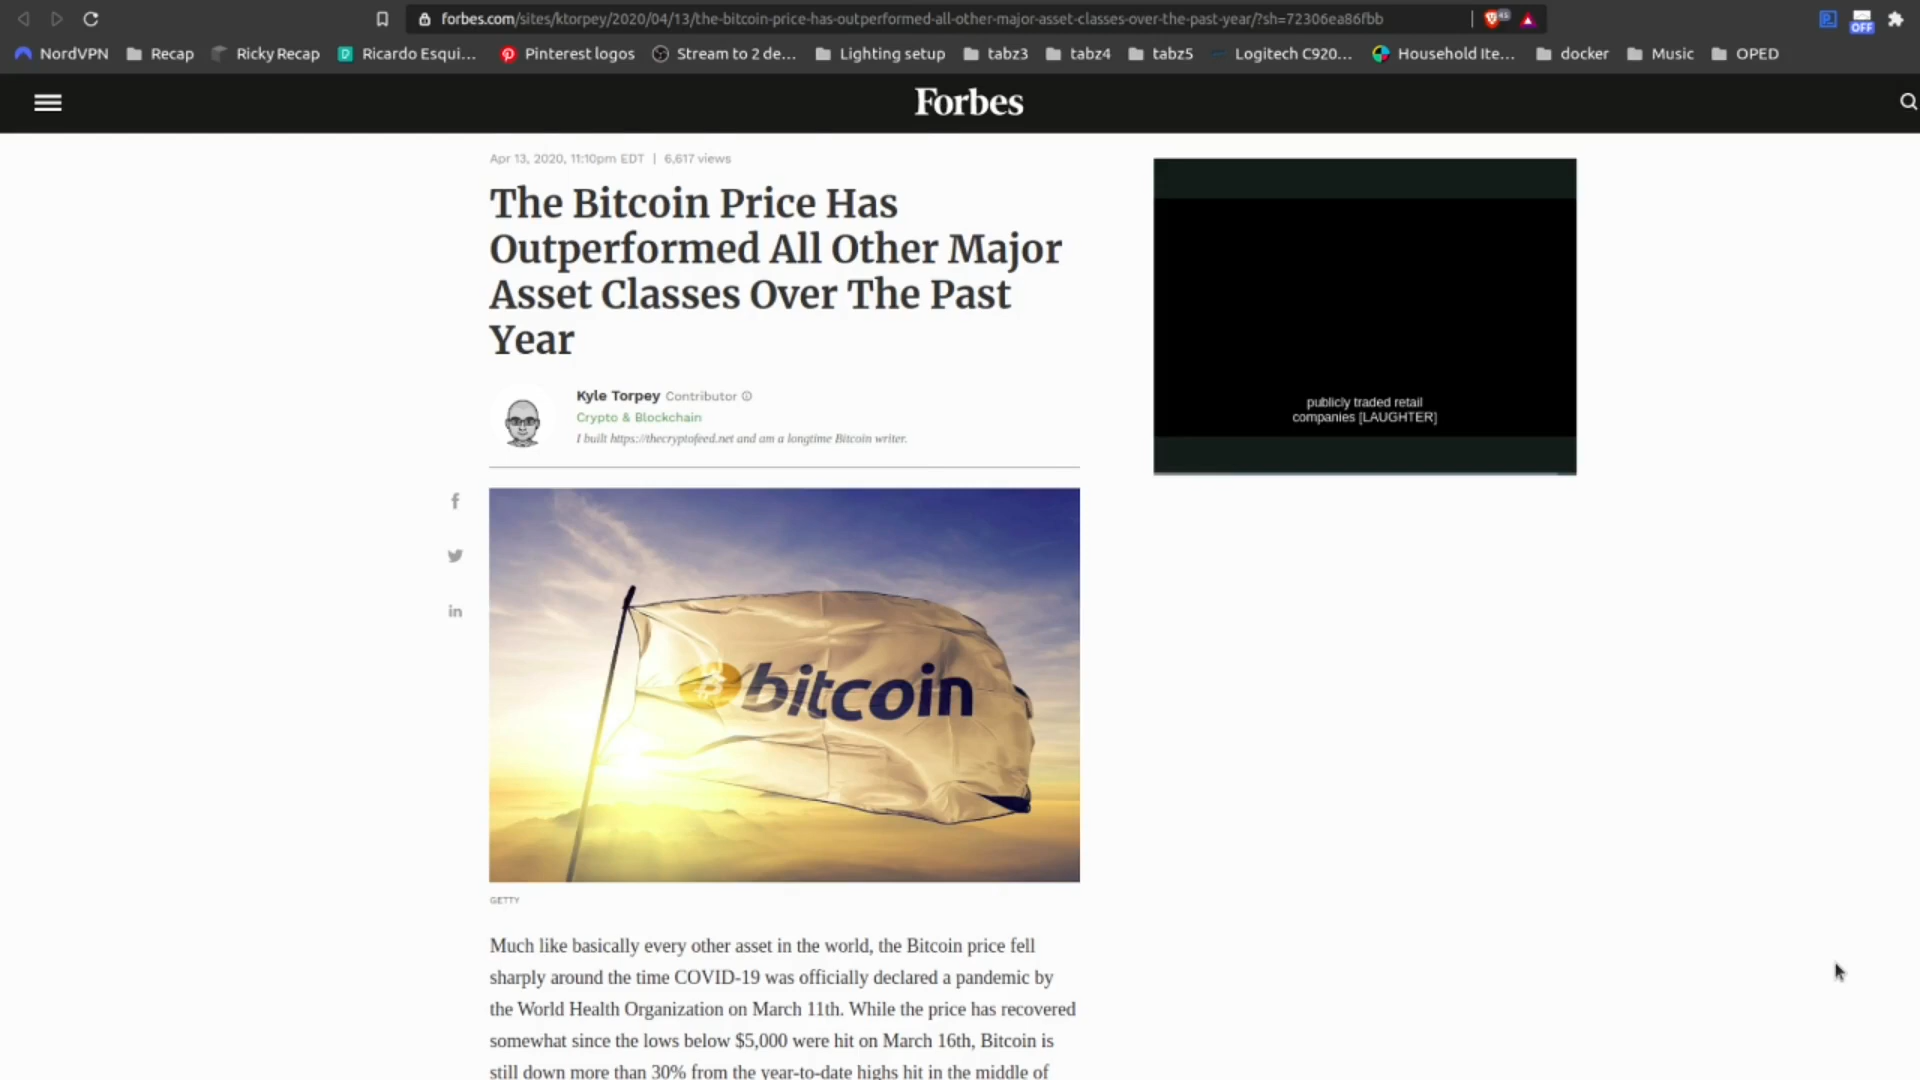 forbes.com/sites/ktorpey/2020/04/13/the-bitcoin-price-has-outperformed-all-other-major-asset-classes-over-the-past-year/?sh=72306ea86fbb
OFF
NordVPN Recap Ricky Recap Ricardo Esqui... Pinterest logos Stream to 2 de... Lighting setup tabz3 tabz4 tabz5 Logitech C920... Household Ite... docker Music OPED
Forbes
Apr 13, 2020, 11:10pm EDT | 6,617 views
The Bitcoin Price Has
Outperformed All Other Major
Asset Classes Over The Past
Year
Kyle Torpey Contributor
Crypto & Blockchain
I built https://thecryptofeed.net and am a longtime Bitcoin writer.
publicly traded retail
companies [LAUGHTER]
bitcoin
GETTY
Much like basically every other asset in the world, the Bitcoin price fell
sharply around the time COVID-19 was officially declared a pandemic by
the World Health Organization on March 11th. While the price has recovered
somewhat since the lows below $5,000 were hit on March 16th, Bitcoin is
still down more than 30% from the year-to-date highs hit in the middle of